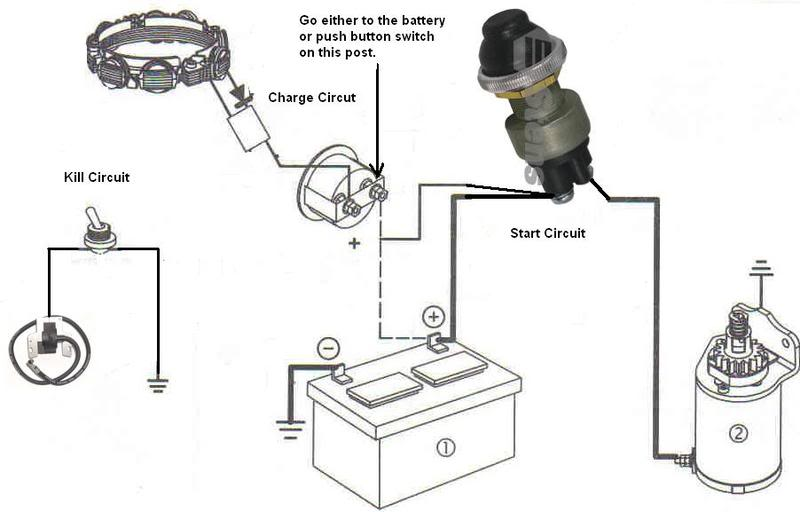 Go either to the battery
or push button switch
on this post.
Charge Circut
Kill Circuit
Start Circuit
+
+
−
1
2